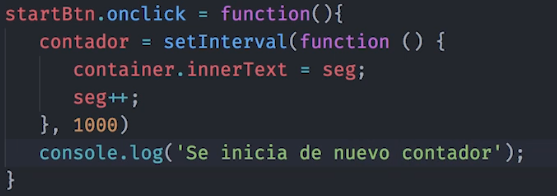 startBtn.onclick = function(){
contador = setInterval(function () {
container.innerText = seg;
seg++;
}, 1000)
console.log('Se inicia de nuevo contador');
}